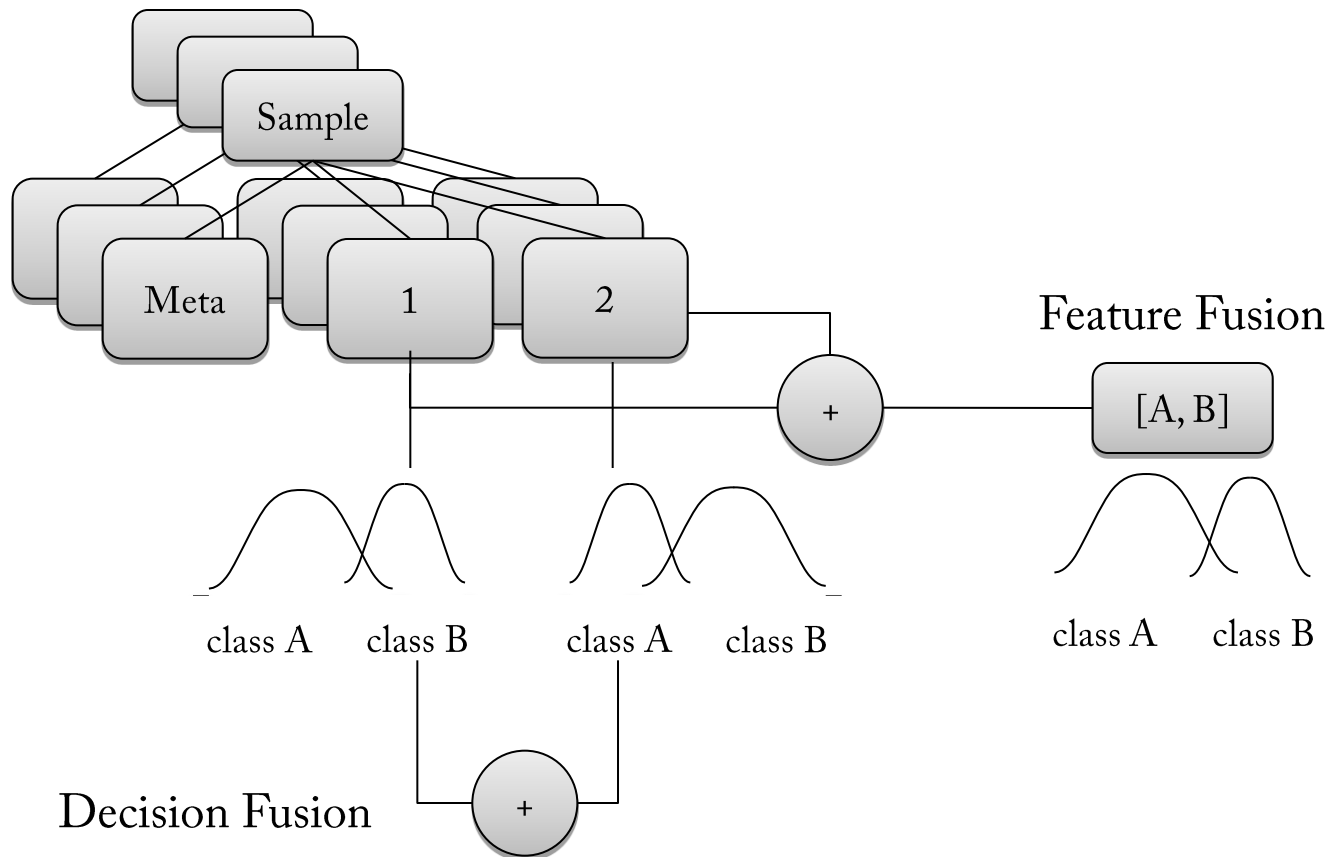 Sample
Meta
1
2
Feature Fusion
+
[A, B]
class A
class B
class A
class B
class A
class B
Decision Fusion
+